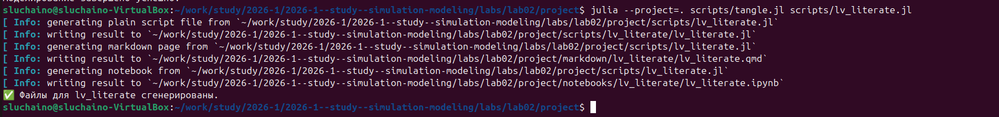 Моделирование завершено успешно.
sluchaino@sluchaino-VirtualBox:~/work/study/2026-1/2026-1--study--simulation-modeling/labs/lab02/project$ julia --project=. scripts/tangle.jl scripts/lv_literate.jl
[ Info: generating plain script file from `~/work/study/2026-1/2026-1--study--simulation-modeling/labs/lab02/project/scripts/lv_literate.jl`
[ Info: writing result to `~/work/study/2026-1/2026-1--study--simulation-modeling/labs/lab02/project/scripts/lv_literate/lv_literate.jl`
[ Info: generating markdown page from `~/work/study/2026-1/2026-1--study--simulation-modeling/labs/lab02/project/scripts/lv_literate.jl`
[ Info: writing result to `~/work/study/2026-1/2026-1--study--simulation-modeling/labs/lab02/project/markdown/lv_literate/lv_literate.qmd`
[ Info: generating notebook from `~/work/study/2026-1/2026-1--study--simulation-modeling/labs/lab02/project/scripts/lv_literate.jl`
[ Info: writing result to `~/work/study/2026-1/2026-1--study--simulation-modeling/labs/lab02/project/notebooks/lv_literate/lv_literate.ipynb`
✅ Файлы для lv_literate сгенерированы.
sluchaino@sluchaino-VirtualBox:~/work/study/2026-1/2026-1--study--simulation-modeling/labs/lab02/project$